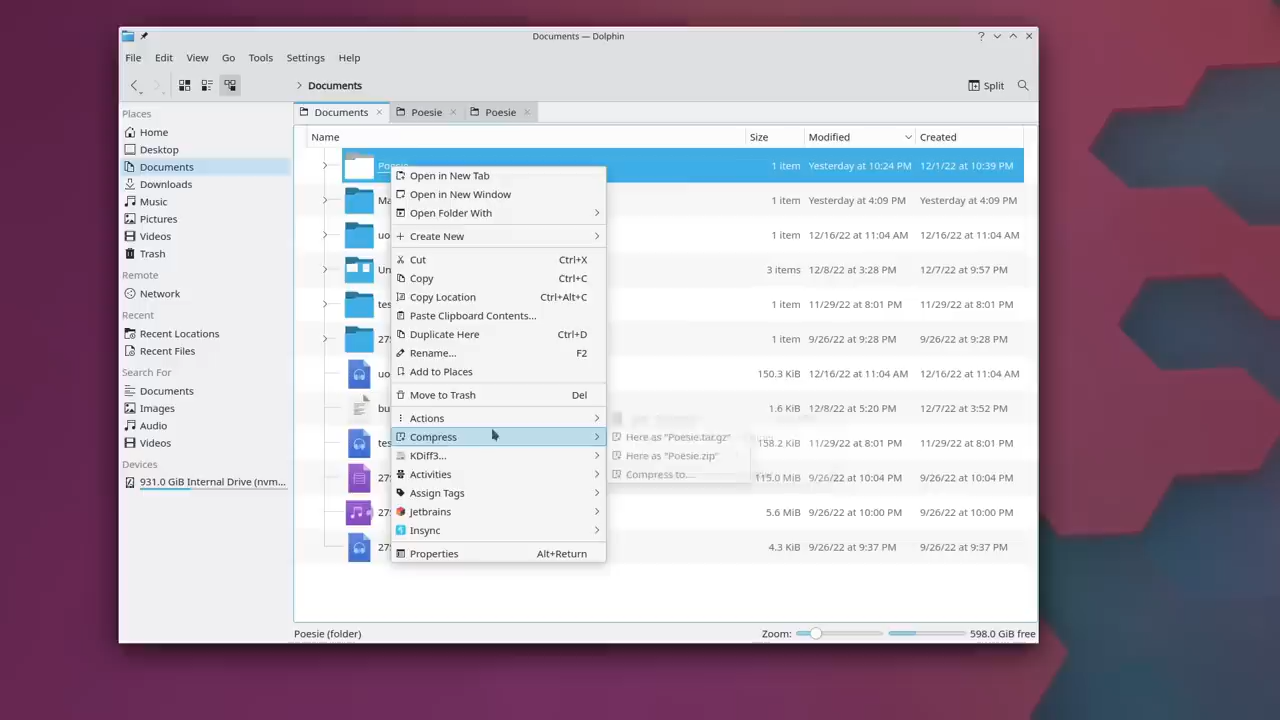 Documents — Dolphin
File Edit View Go Tools Settings Help
Documents
Split
Places
Home
Desktop
Documents
Downloads
Music
Pictures
Videos
Trash
Remote
Network
Recent
Recent Locations
Recent Files
Search For
Documents
Images
Audio
Videos
Devices
931.0 GiB Internal Drive (nvm...
Documents Poesie Poesie
Name Size Modified Created
Poesie 1 item Yesterday at 10:24 PM 12/1/22 at 10:39 PM
Ma 1 item Yesterday at 4:09 PM Yesterday at 4:09 PM
uo 1 item 12/16/22 at 11:04 AM 12/16/22 at 11:04 AM
Un 3 items 12/8/22 at 3:28 PM 12/7/22 at 9:57 PM
tes 1 item 11/29/22 at 8:01 PM 11/29/22 at 8:01 PM
275 1 item 9/26/22 at 9:28 PM 9/26/22 at 9:28 PM
uo 150.3 KiB 12/16/22 at 11:04 AM 12/16/22 at 11:04 AM
bu 1.6 KiB 12/8/22 at 5:20 PM 12/7/22 at 3:52 PM
tes 158.2 KiB 11/29/22 at 8:01 PM 11/29/22 at 8:01 PM
275 115.0 MiB 9/26/22 at 10:04 PM 9/26/22 at 10:04 PM
275 5.6 MiB 9/26/22 at 10:00 PM 9/26/22 at 10:00 PM
275 4.3 KiB 9/26/22 at 9:37 PM 9/26/22 at 9:37 PM
Open in New Tab
Open in New Window
Open Folder With
Create New
Cut Ctrl+X
Copy Ctrl+C
Copy Location Ctrl+Alt+C
Paste Clipboard Contents...
Duplicate Here Ctrl+D
Rename... F2
Add to Places
Move to Trash Del
Actions
Compress
KDiff3...
Activities
Assign Tags
Jetbrains
Insync
Properties Alt+Return
Here as "Poesie.tar.gz"
Here as "Poesie.zip"
Compress to...
Poesie (folder)
Zoom:
598.0 GiB free